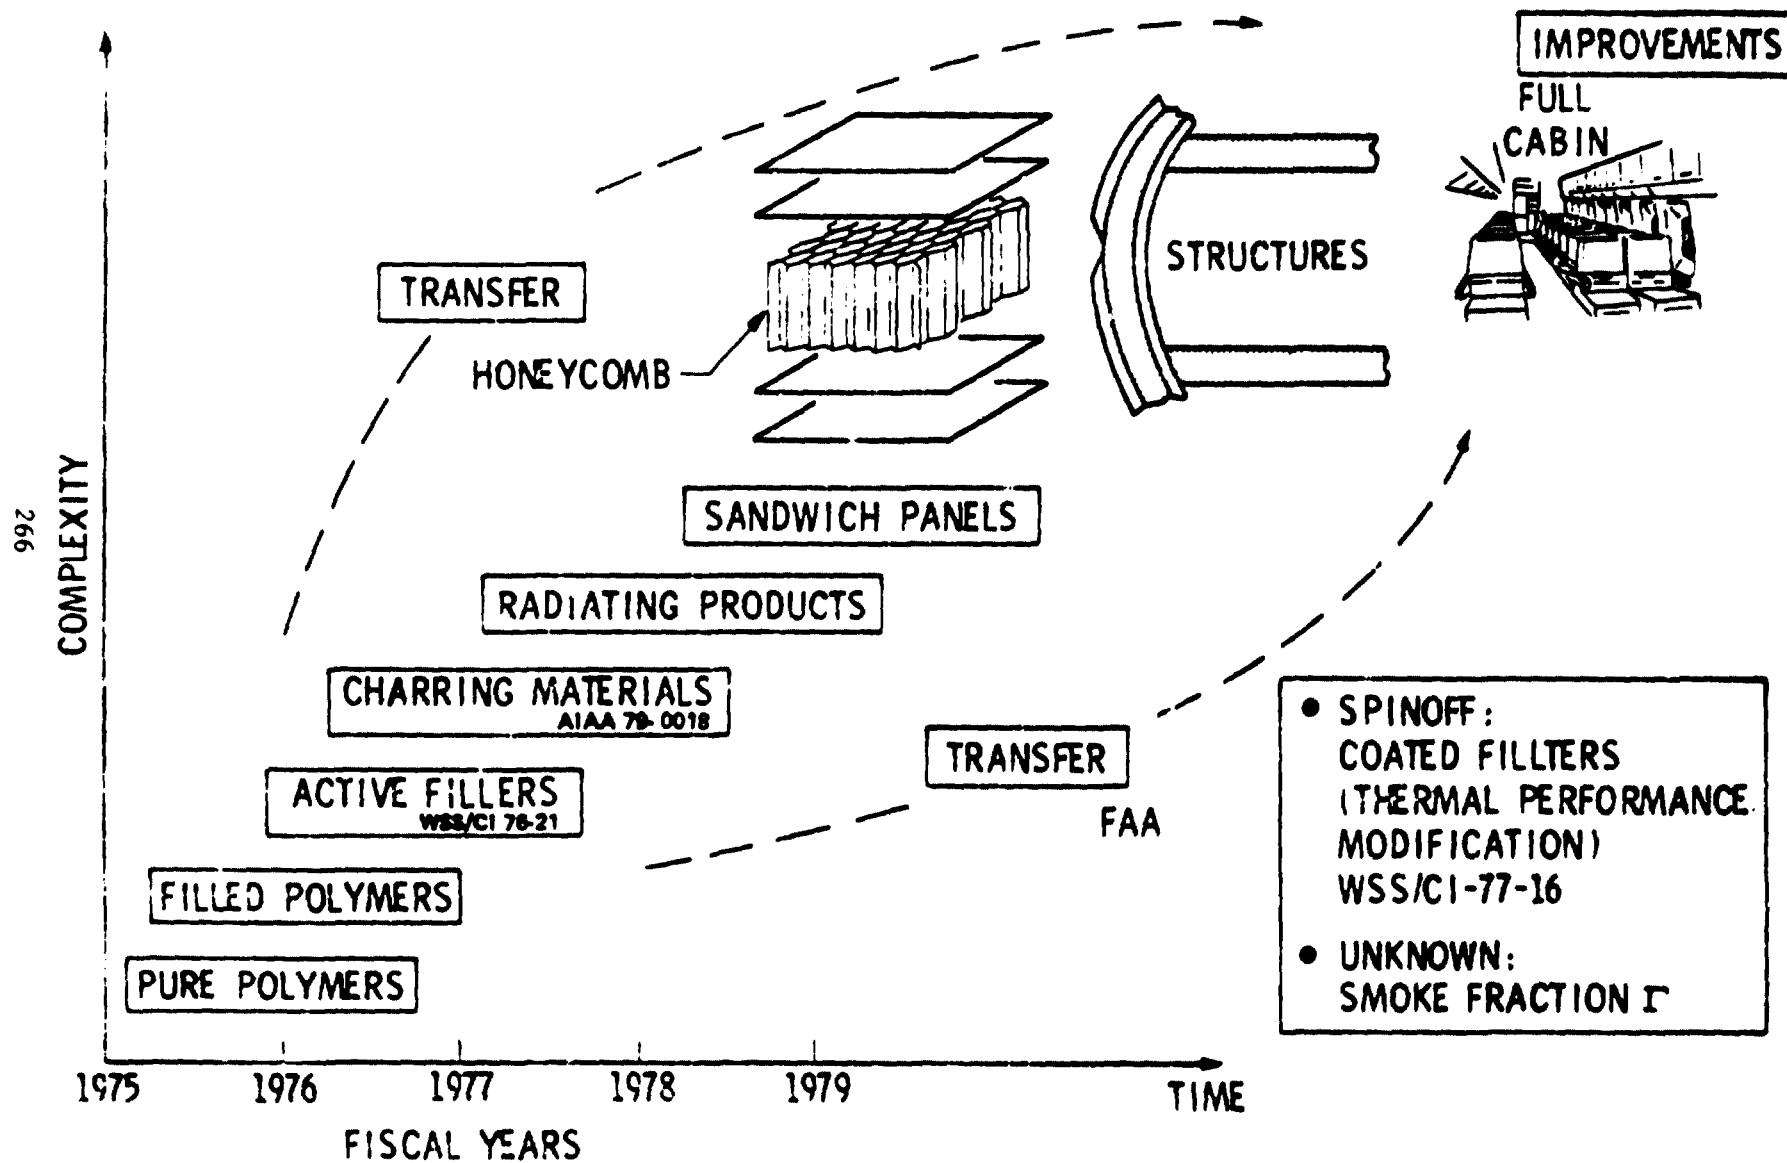 IMPROVEMENTS
FULL
CABIN
TRANSFER
STRUCTURES
HONEYCOMB
SANDWICH PANELS
RADIATING PRODUCTS
CHARRING MATERIALS
AIAA 79-0018
TRANSFER
FAA
ACTIVE FILLERS
WSS/CI 76-21
FILLED POLYMERS
PURE POLYMERS
COMPLEXITY
266
1975 1976 1977 1978 1979 TIME
FISCAL YEARS
● SPINOFF:
COATED FILLTERS
(THERMAL PERFORMANCE
MODIFICATION)
WSS/CI-77-16
● UNKNOWN:
SMOKE FRACTION Γ